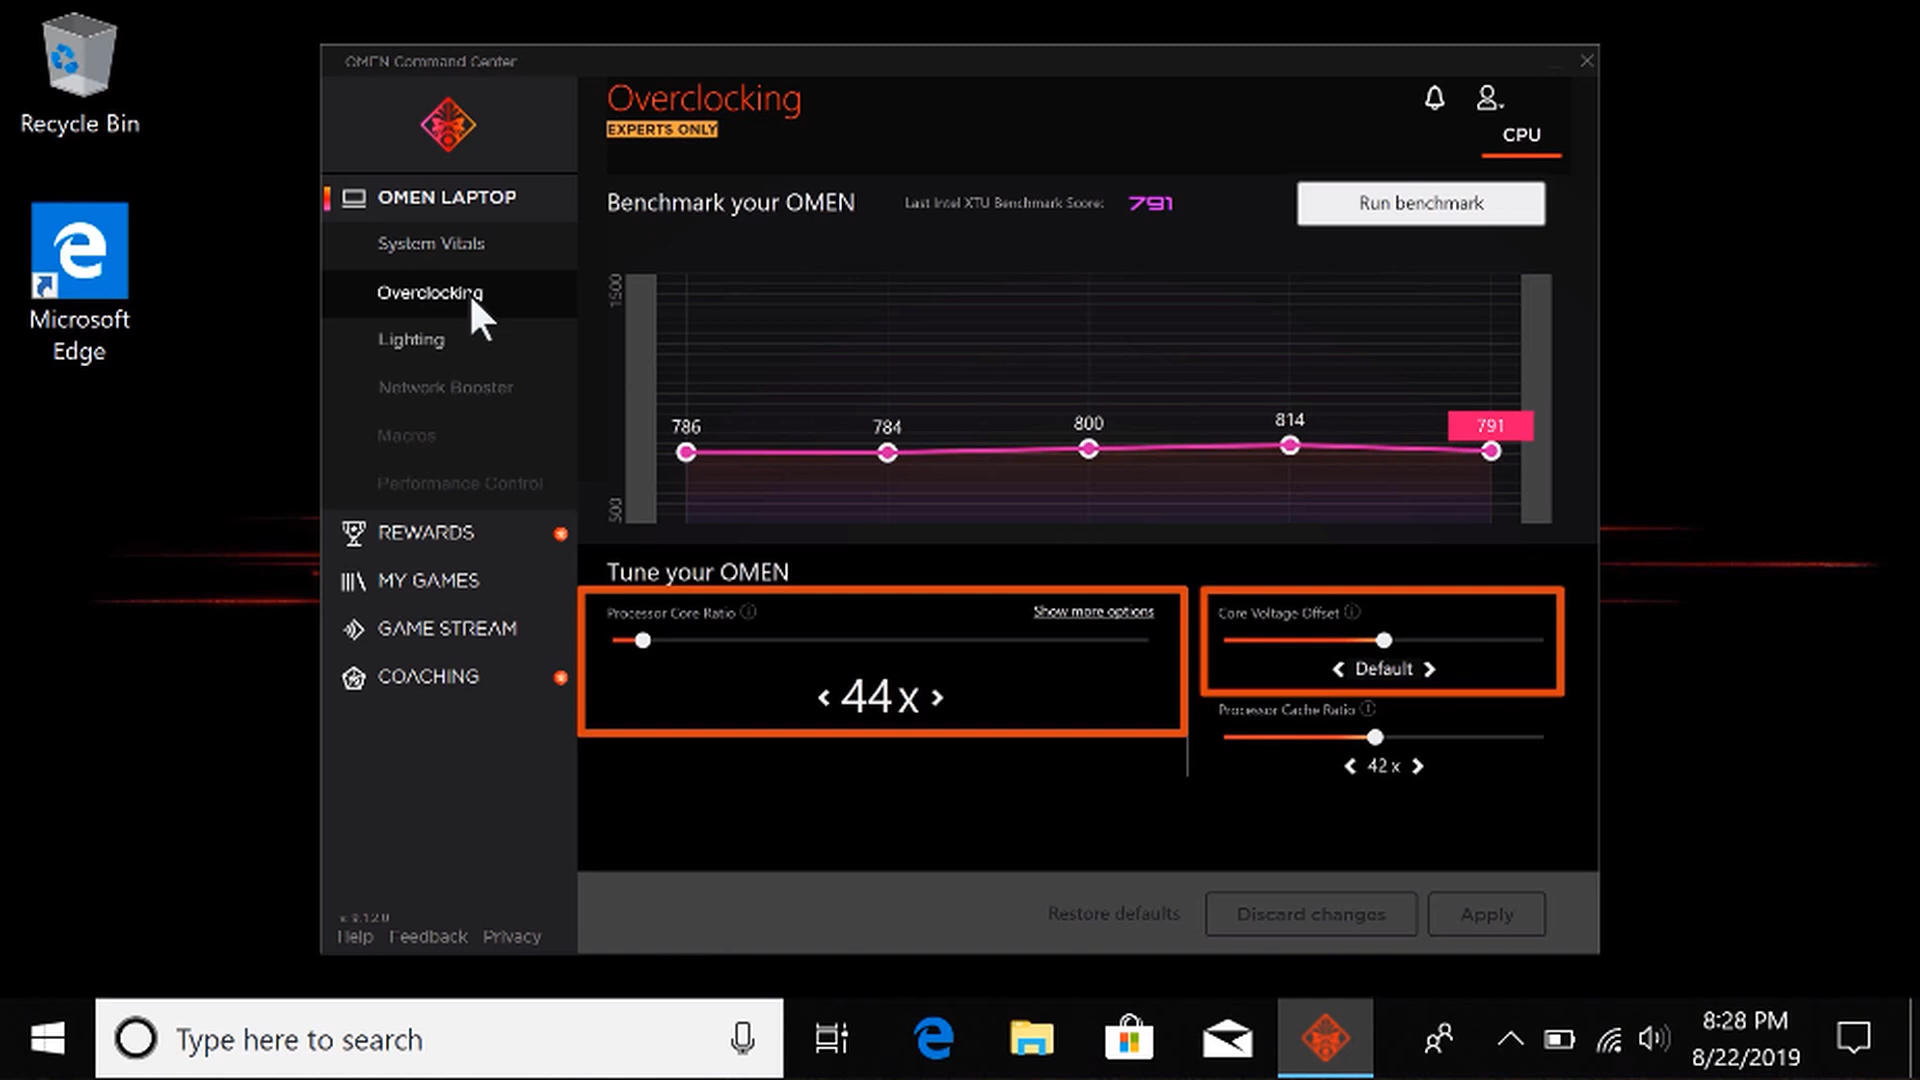 Recycle Bin
Microsoft
Edge
OMEN Command Center
Overclocking
EXPERTS ONLY
CPU
OMEN LAPTOP
System Vitals
Overclocking
Lighting
Network Booster
Macros
Performance Control
REWARDS
MY GAMES
GAME STREAM
COACHING
Help Feedback Privacy
Benchmark your OMEN
Last Intel XTU Benchmark Score: 791
Run benchmark
1500
786
784
800
814
791
500
Tune your OMEN
Processor Core Ratio
Show more options
< 44 x >
Core Voltage Offset
< Default >
Processor Cache Ratio
< 42 x >
Restore defaults
Discard changes
Apply
Type here to search
8:28 PM
8/22/2019